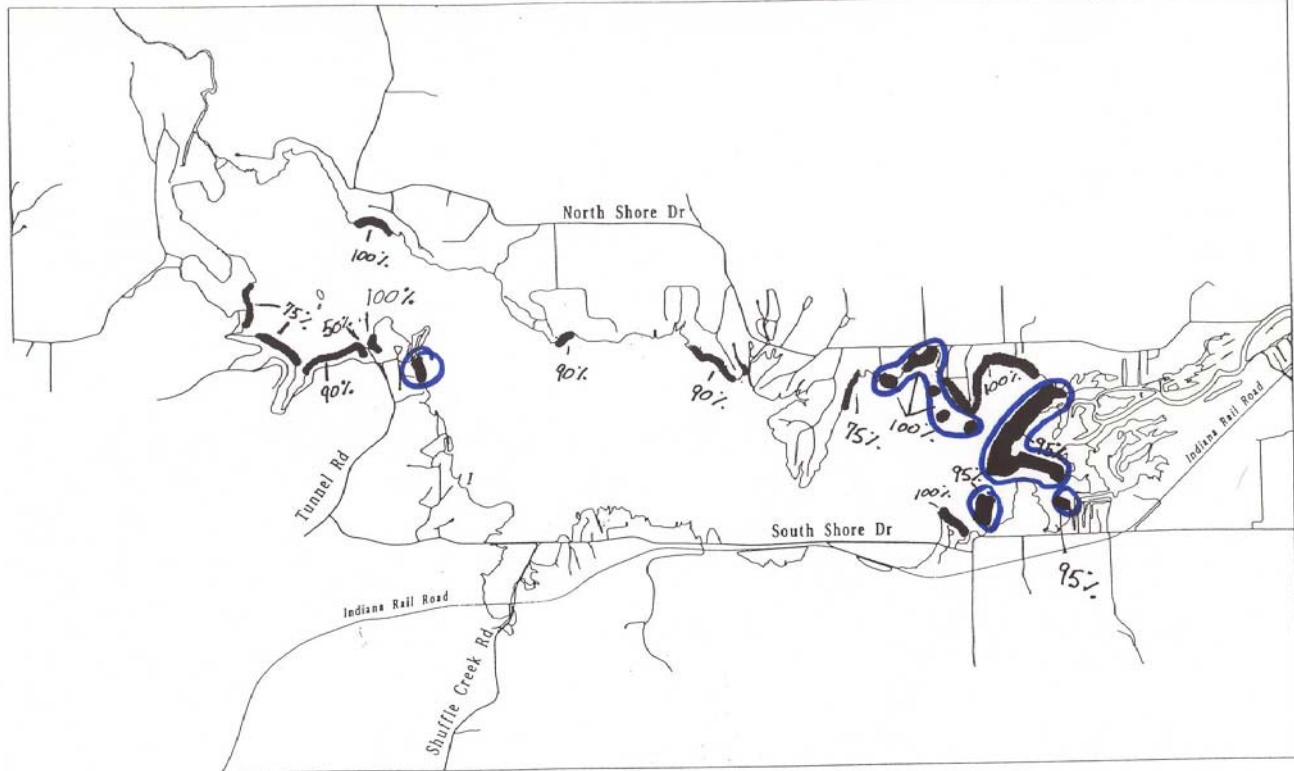 North Shore Dr
100%
75%
0
50%
100%
90%
90%
90%
75%
100%
100%
95%
95%
100%
95%
Tunnel Rd
I
South Shore Dr
Indiana Rail Road
Indiana Rail Road
Shuffle Creek Rd